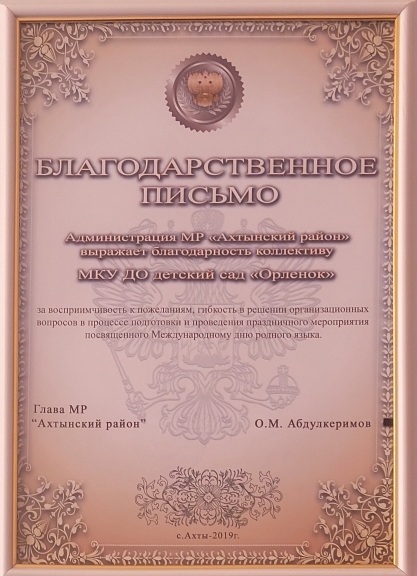 БЛАГОДАРСТВЕННОЕ
ПИСЬМО
Администрация МР «Ахтынский район»
выражает благодарность коллективу
МКУ ДО детский сад «Орленок»
за восприимчивость к пожеланиям, гибкость в решении организационных
вопросов в процессе подготовки и проведения праздничного мероприятия
посвященного Международному дню родного языка.
Глава МР
"Ахтынский район" О.М. Абдулкеримов
с.Ахты-2019г.